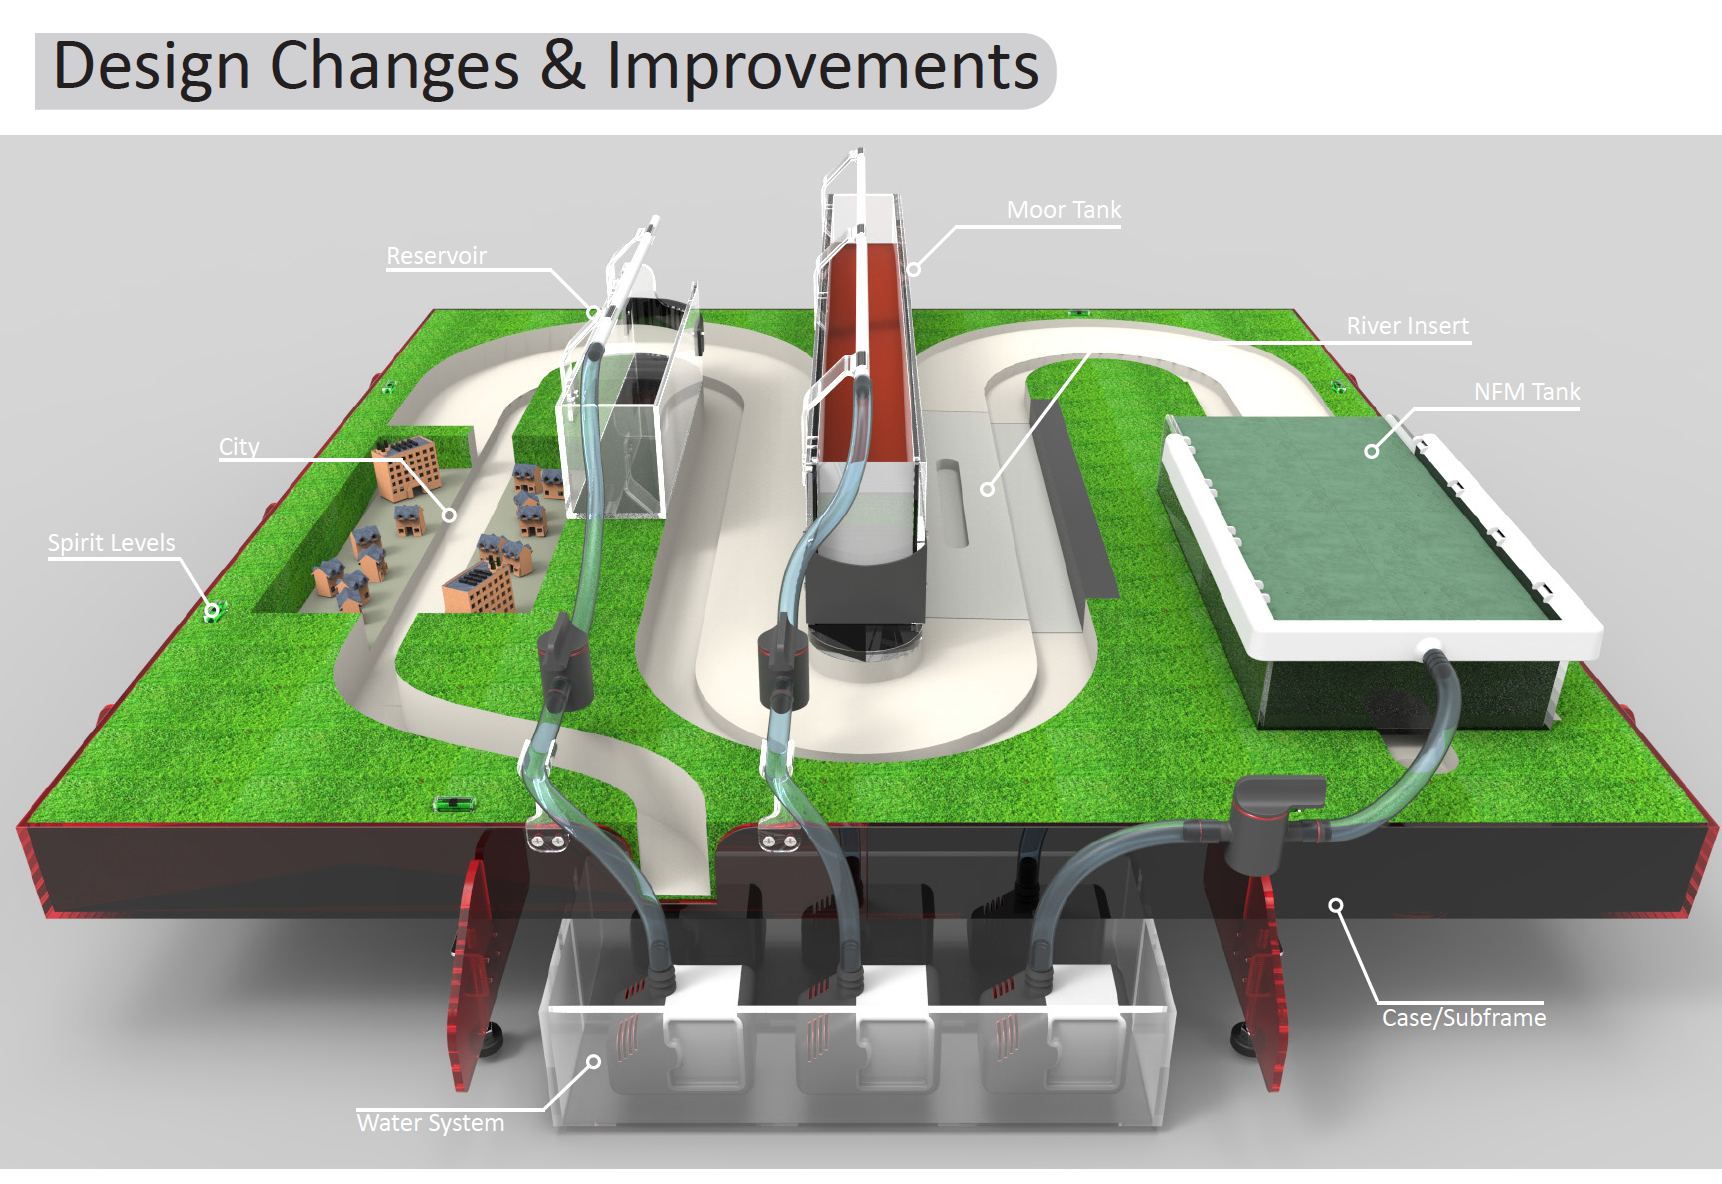 Design Changes & Improvements
Moor Tank
Reservoir
River Insert
NFM Tank
City
Spirit Levels
Case/Subframe
Water System